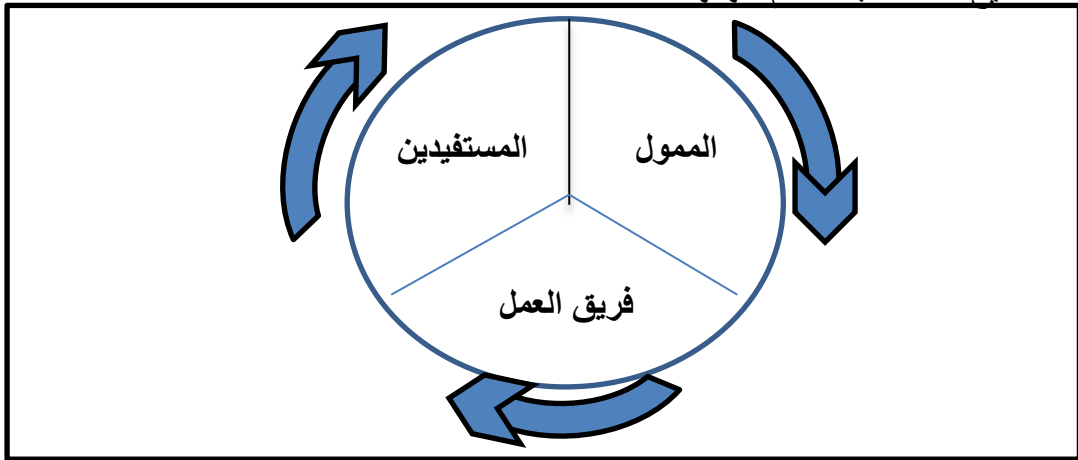 الممول
المستفيدين
فريق العمل